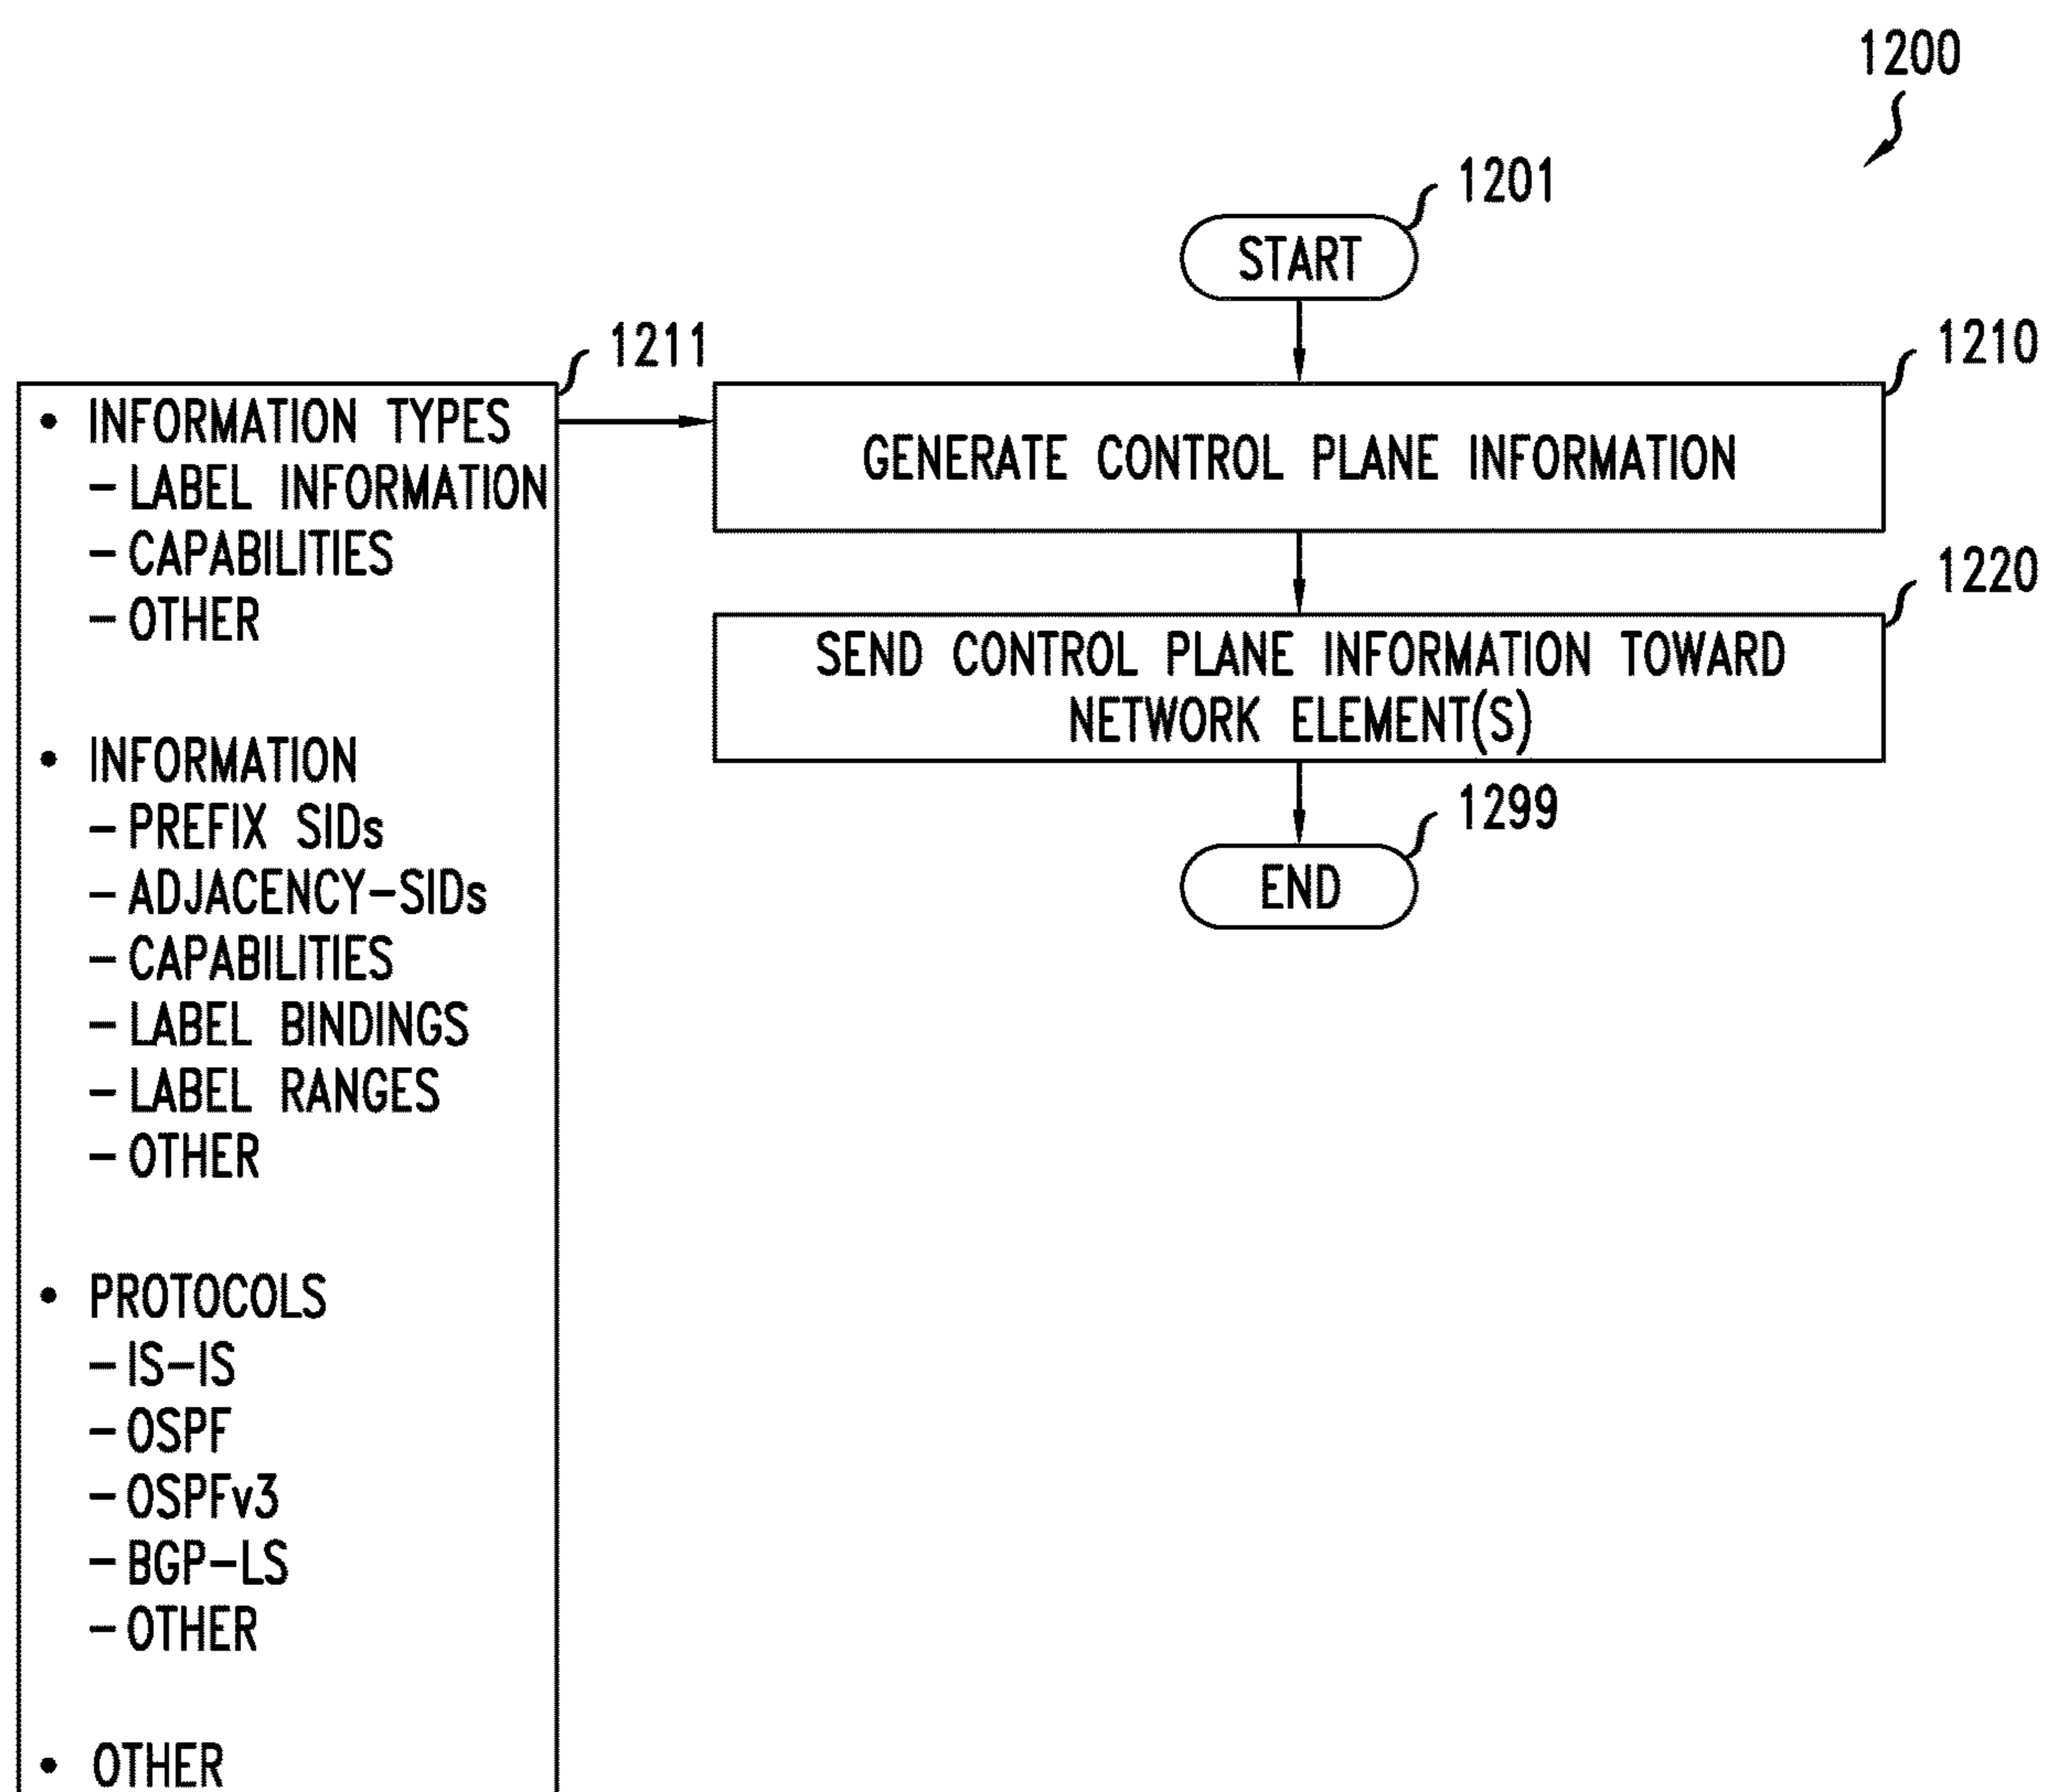 1200
1201
START
1211
1210
• INFORMATION TYPES
– LABEL INFORMATION
– CAPABILITIES
– OTHER
GENERATE CONTROL PLANE INFORMATION
1220
SEND CONTROL PLANE INFORMATION TOWARD
NETWORK ELEMENT(S)
• INFORMATION
– PREFIX SIDs
– ADJACENCY–SIDs
– CAPABILITIES
– LABEL BINDINGS
– LABEL RANGES
– OTHER
1299
END
• PROTOCOLS
– IS–IS
– OSPF
– OSPFv3
– BGP–LS
– OTHER
• OTHER